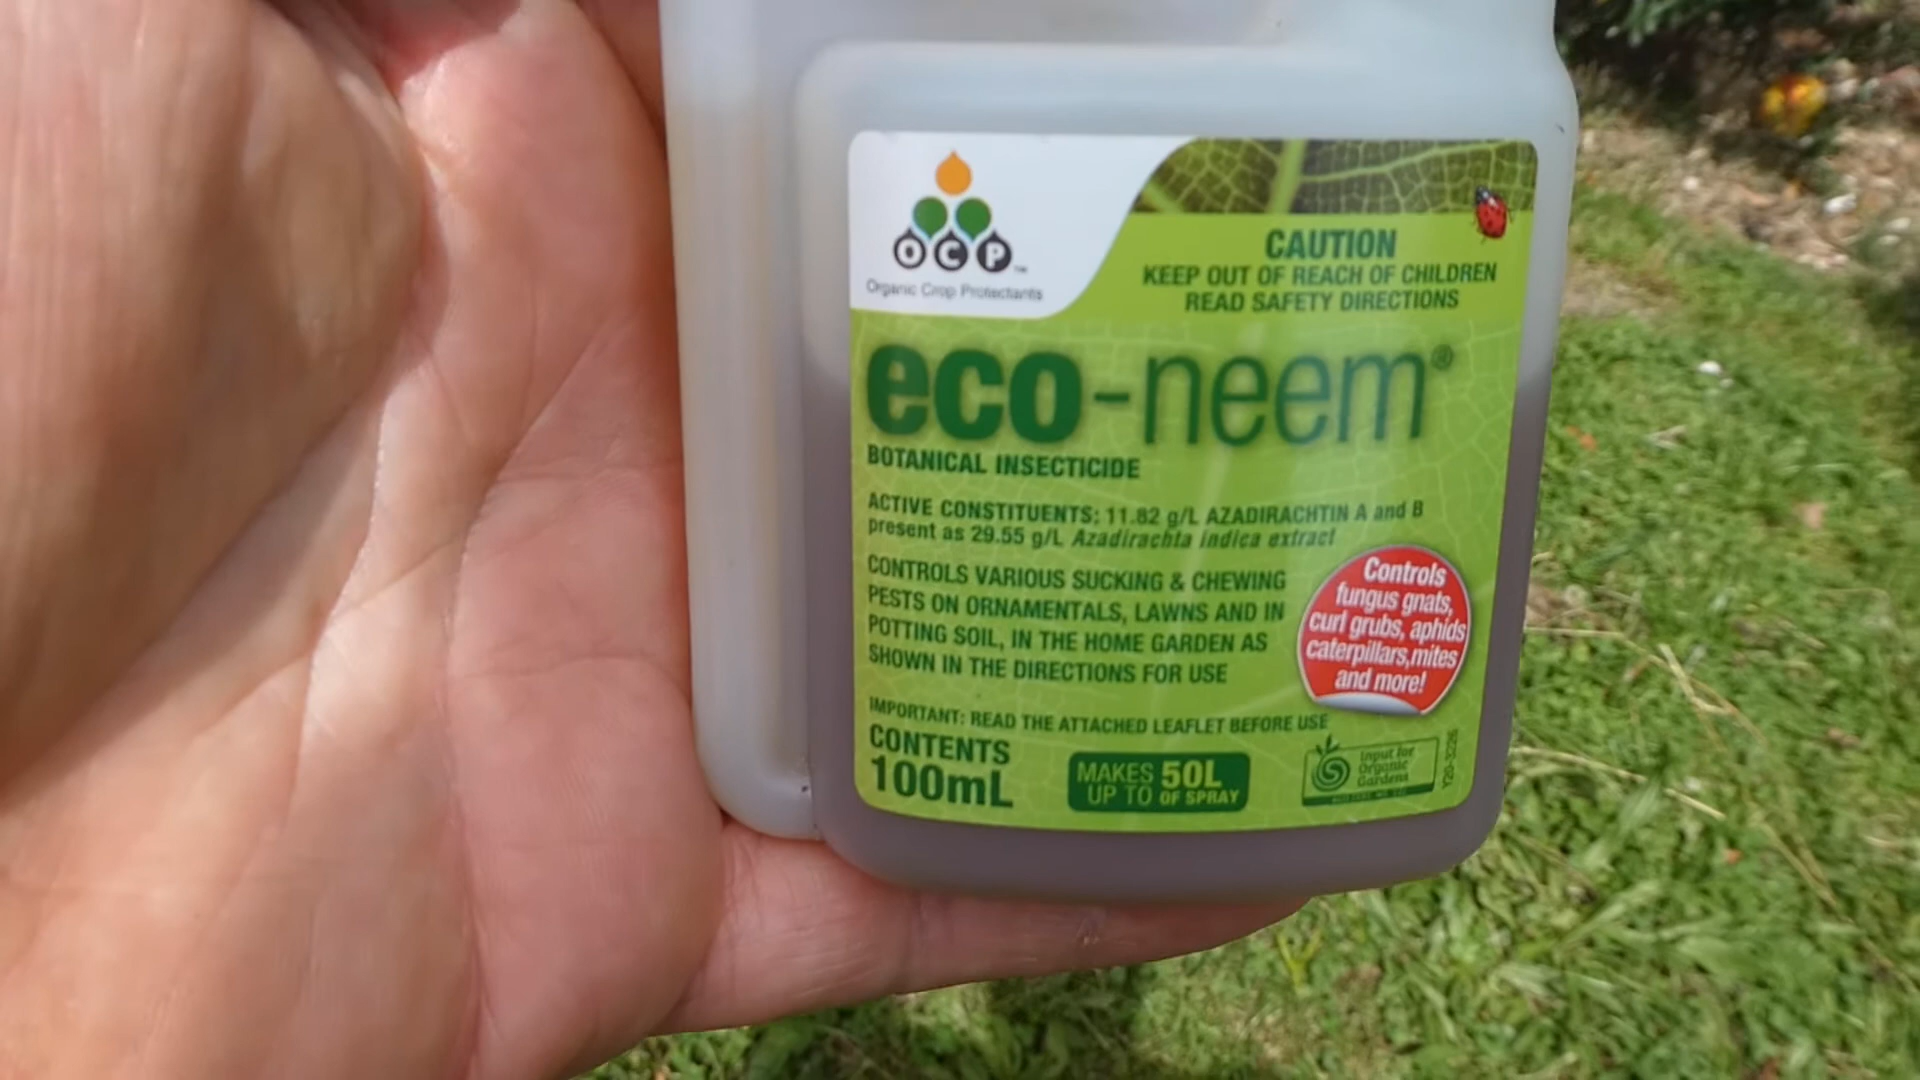 OCP™
Organic Crop Protectants
CAUTION
KEEP OUT OF REACH OF CHILDREN
READ SAFETY DIRECTIONS
eco-neem®
BOTANICAL INSECTICIDE
ACTIVE CONSTITUENTS: 11.82 g/L AZADIRACHTIN A and B
present as 29.55 g/L Azadirachta indica extract
CONTROLS VARIOUS SUCKING & CHEWING
PESTS ON ORNAMENTALS, LAWNS AND IN
POTTING SOIL, IN THE HOME GARDEN AS
SHOWN IN THE DIRECTIONS FOR USE
Controls
fungus gnats,
curl grubs, aphids
caterpillars,mites
and more!
IMPORTANT: READ THE ATTACHED LEAFLET BEFORE USE
CONTENTS
100mL
MAKES 50L
UP TO OF SPRAY
Input for
Organic
Gardens